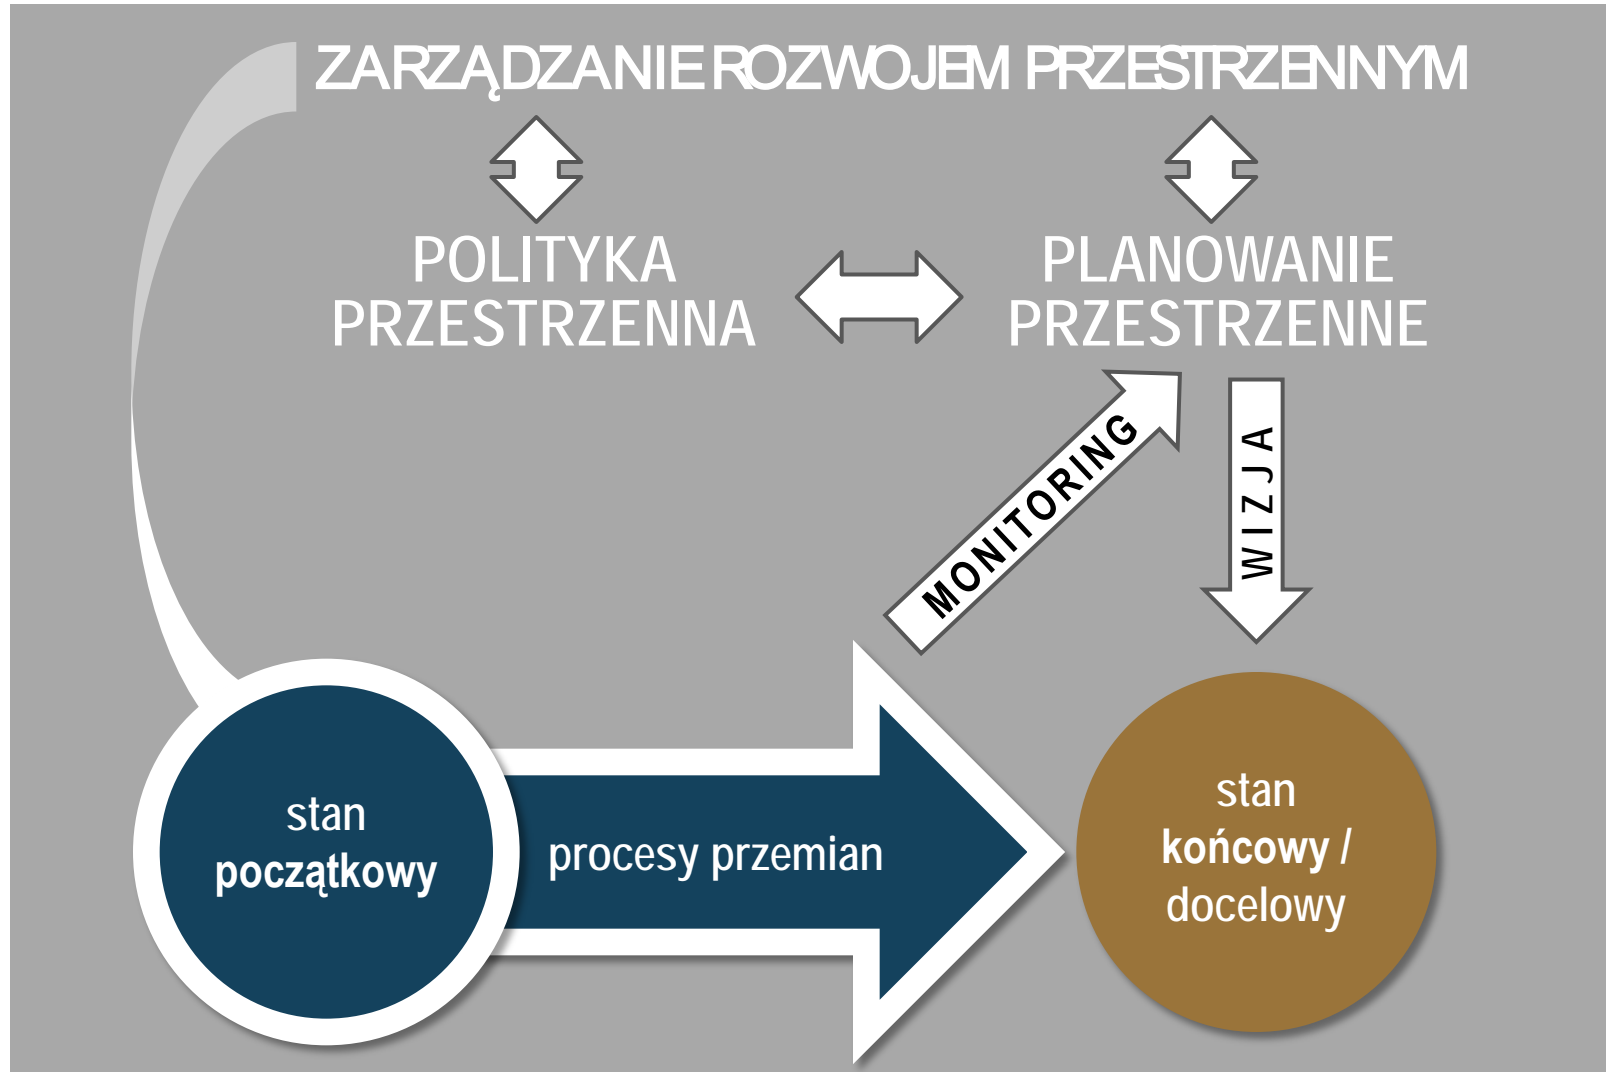 ZARZĄDZANIE ROZWOJEM PRZESTRZENNYM
POLITYKA
PRZESTRZENNA
PLANOWANIE
PRZESTRZENNE
MONITORING
WIZJA
stan
początkowy
procesy przemian
stan
końcowy /
docelowy